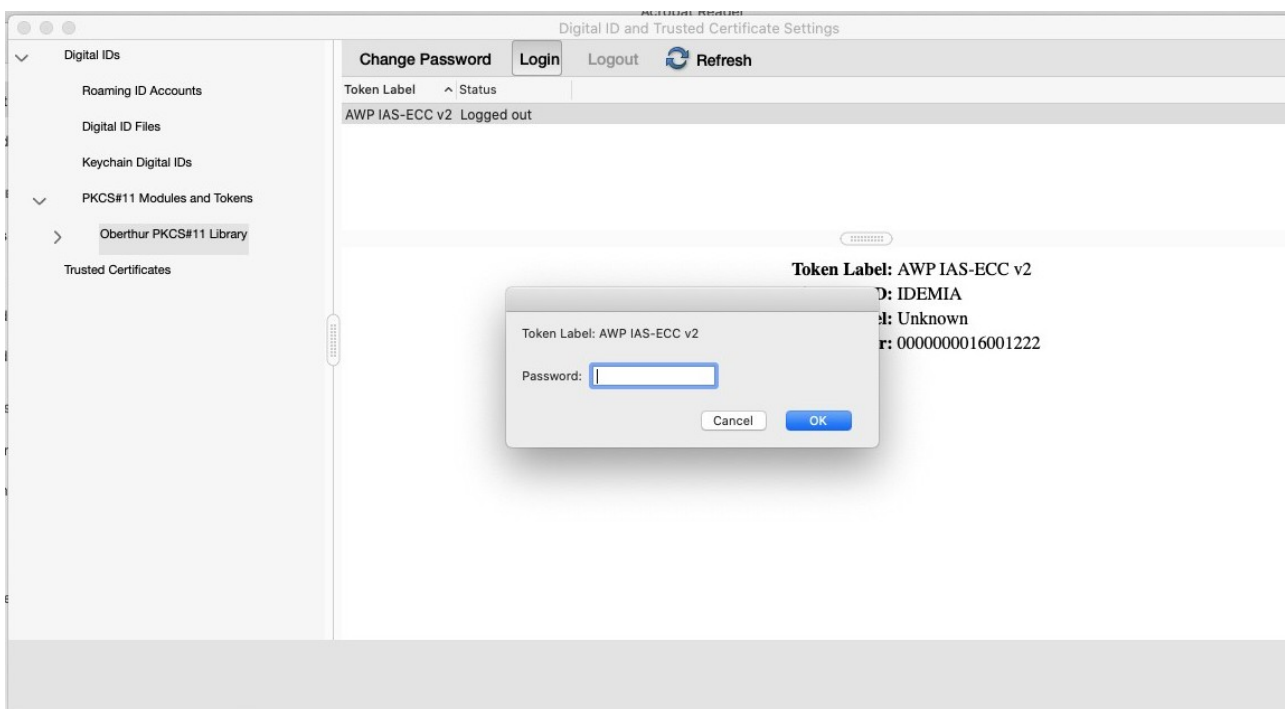 Acrobat Reader
Digital ID and Trusted Certificate Settings
Digital IDs
Roaming ID Accounts
Digital ID Files
Keychain Digital IDs
PKCS#11 Modules and Tokens
Oberthur PKCS#11 Library
Trusted Certificates
Change Password Login Logout Refresh
Token Label Status
AWP IAS-ECC v2 Logged out
Token Label: AWP IAS-ECC v2
D: IDEMIA
el: Unknown
r: 0000000016001222
Token Label: AWP IAS-ECC v2
Password:
Cancel OK